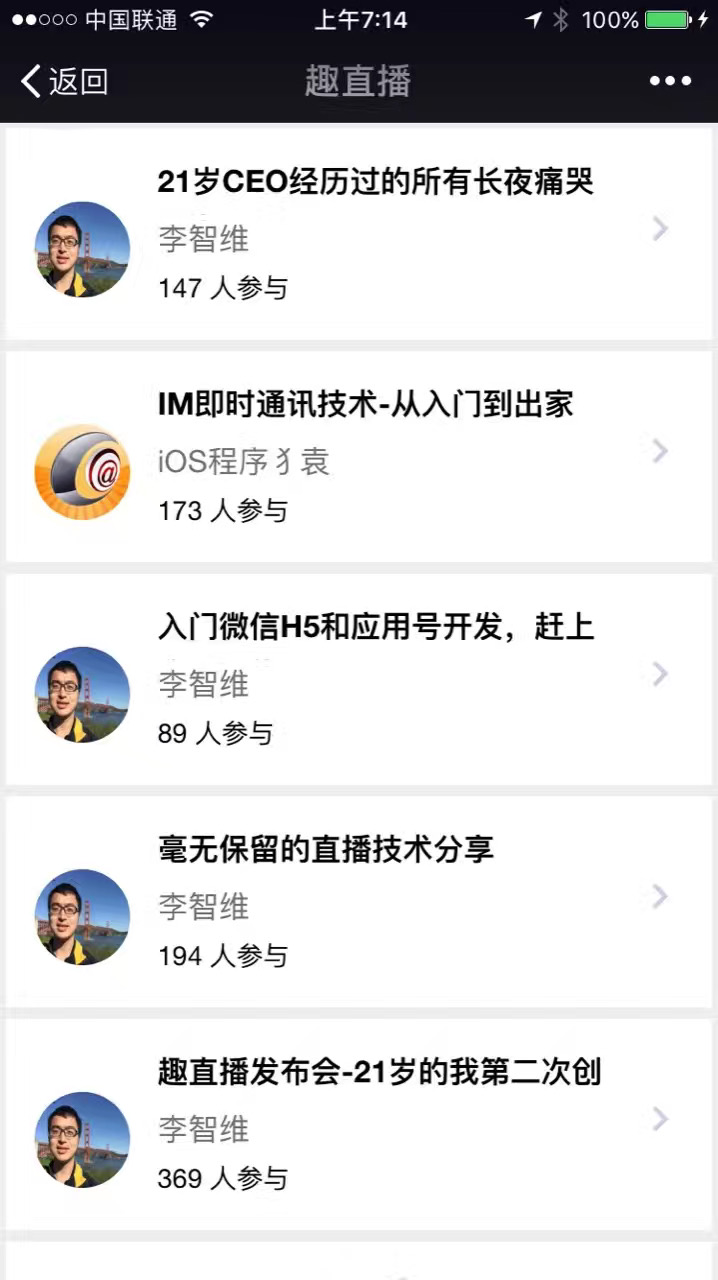 中国联通 上午7:14 100%
返回 趣直播
21岁CEO经历过的所有长夜痛哭
李智维
147 人参与
IM即时通讯技术-从入门到出家
iOS程序犭袁
173 人参与
入门微信H5和应用号开发，赶上
李智维
89 人参与
毫无保留的直播技术分享
李智维
194 人参与
趣直播发布会-21岁的我第二次创
李智维
369 人参与